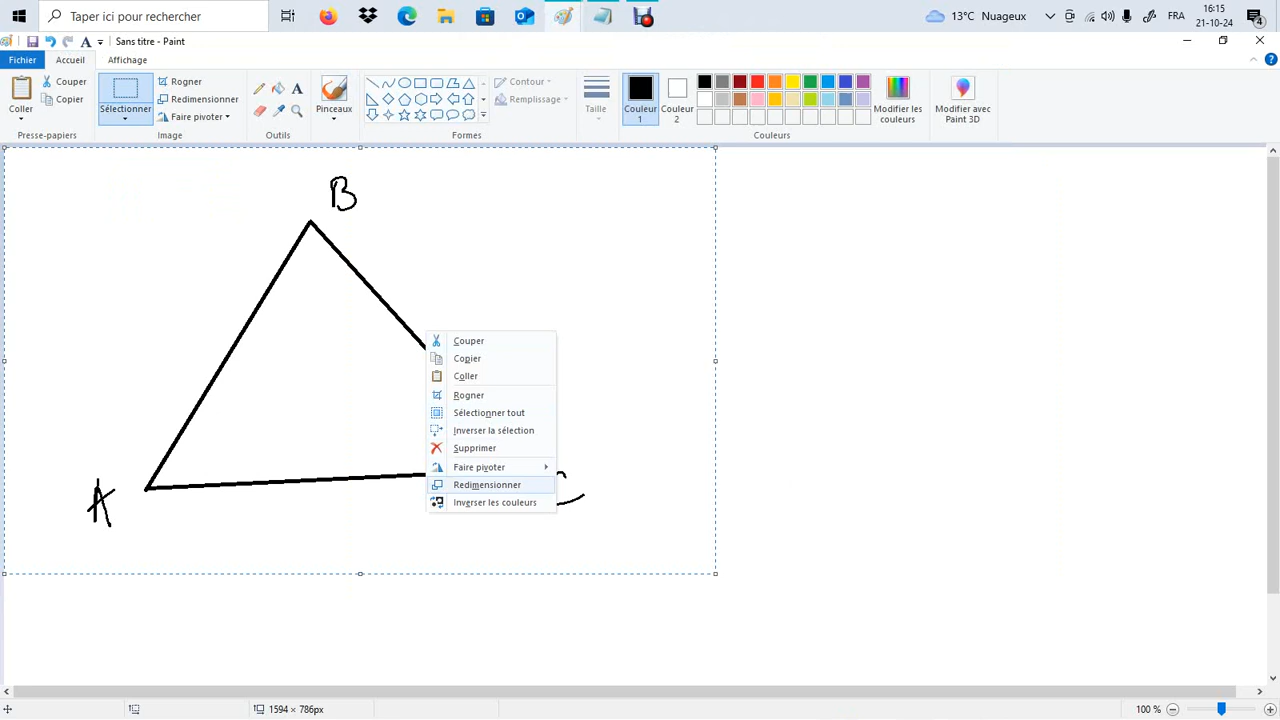 Taper ici pour rechercher
13°C Nuageux
FRA
16:15
21-10-24
4
Sans titre - Paint
Fichier
Accueil
Affichage
Coller
Couper
Copier
Presse-papiers
Sélectionner
Rogner
Redimensionner
Faire pivoter
Image
A
Outils
Pinceaux
Contour
Remplissage
Formes
Taille
Couleur 1
Couleur 2
Modifier les couleurs
Couleurs
Modifier avec Paint 3D
B
A
Couper
Copier
Coller
Rogner
Sélectionner tout
Inverser la sélection
Supprimer
Faire pivoter
Redimensionner
Inverser les couleurs
1594 × 786px
100 %